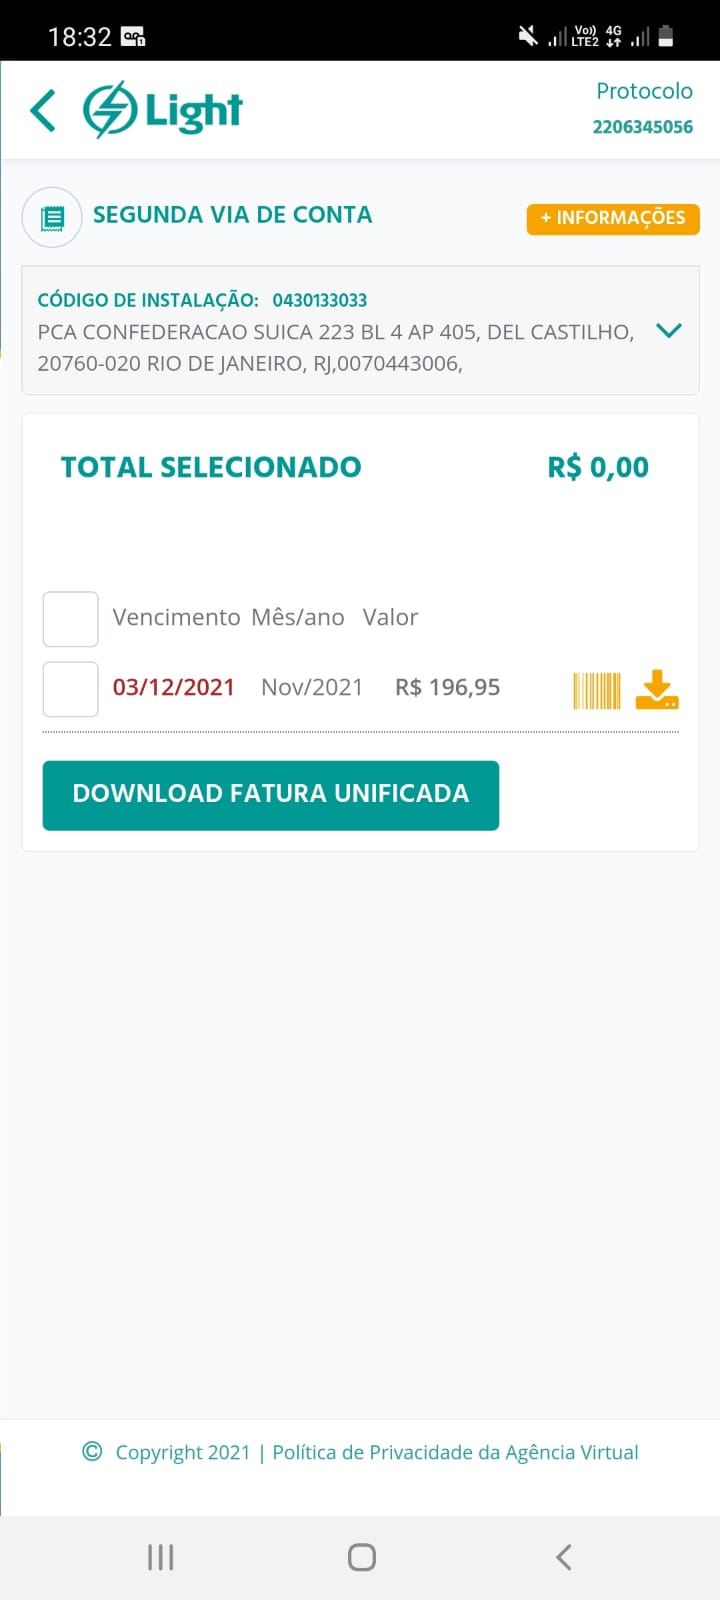 18:32
Vo)) 4G
LTE2
Light
Protocolo
2206345056
SEGUNDA VIA DE CONTA
+ INFORMAÇÕES
CÓDIGO DE INSTALAÇÃO: 0430133033
PCA CONFEDERACAO SUICA 223 BL 4 AP 405, DEL CASTILHO,
20760-020 RIO DE JANEIRO, RJ,0070443006,
TOTAL SELECIONADO R$ 0,00
Vencimento Mês/ano Valor
03/12/2021 Nov/2021 R$ 196,95
DOWNLOAD FATURA UNIFICADA
© Copyright 2021 | Política de Privacidade da Agência Virtual